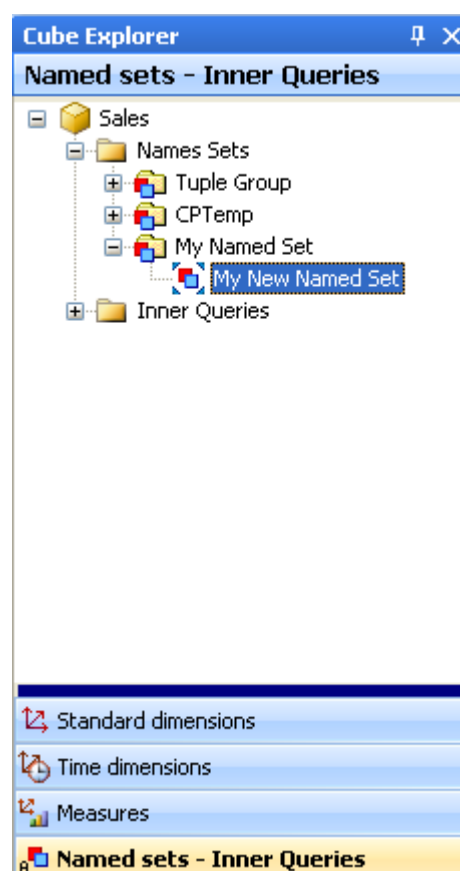 Cube Explorer
Named sets - Inner Queries
Sales
Names Sets
Tuple Group
CPTemp
My Named Set
My New Named Set
Inner Queries
Standard dimensions
Time dimensions
Measures
Named sets - Inner Queries